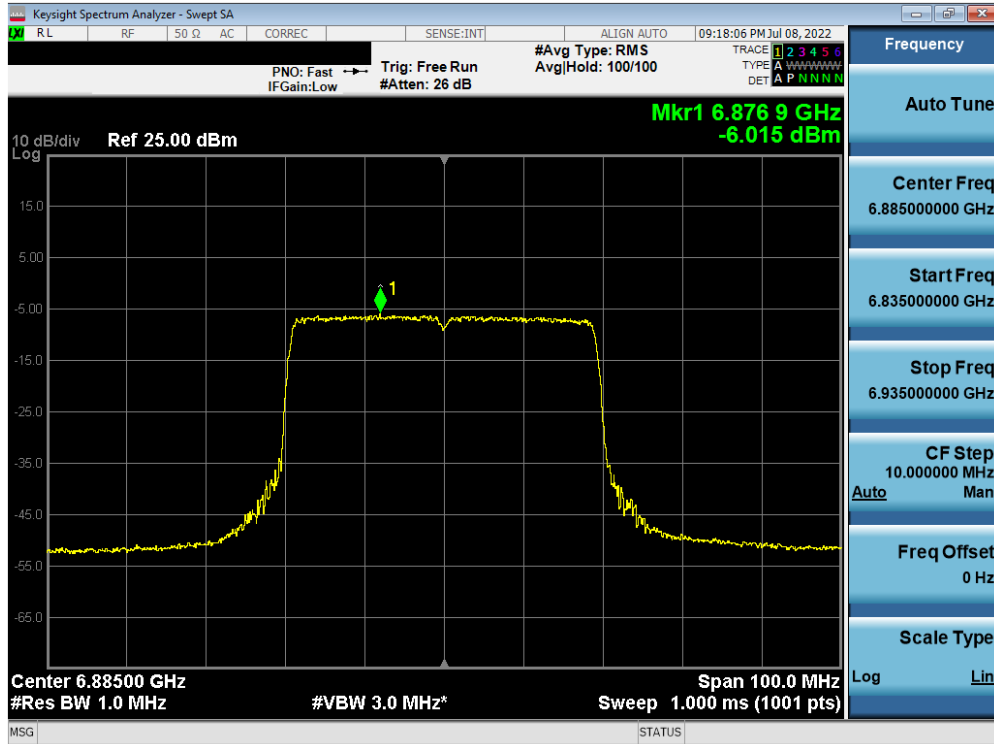 Keysight Spectrum Analyzer - Swept SA
LXI RL RF 50 Ω AC CORREC SENSE:INT ALIGN AUTO 09:18:06 PM Jul 08, 2022
PNO: Fast Trig: Free Run #Avg Type: RMS TRACE 1 2 3 4 5 6
IFGain:Low #Atten: 26 dB Avg|Hold: 100/100 TYPE A WWWWW
DET A P N N N N
Mkr1 6.876 9 GHz
-6.015 dBm
10 dB/div Ref 25.00 dBm
Log
15.0
5.00
1
-5.00
-15.0
-25.0
-35.0
-45.0
-55.0
-65.0
Center 6.88500 GHz Span 100.0 MHz
#Res BW 1.0 MHz #VBW 3.0 MHz* Sweep 1.000 ms (1001 pts)
MSG STATUS
Frequency
Auto Tune
Center Freq
6.885000000 GHz
Start Freq
6.835000000 GHz
Stop Freq
6.935000000 GHz
CF Step
10.000000 MHz
Auto Man
Freq Offset
0 Hz
Scale Type
Log Lin